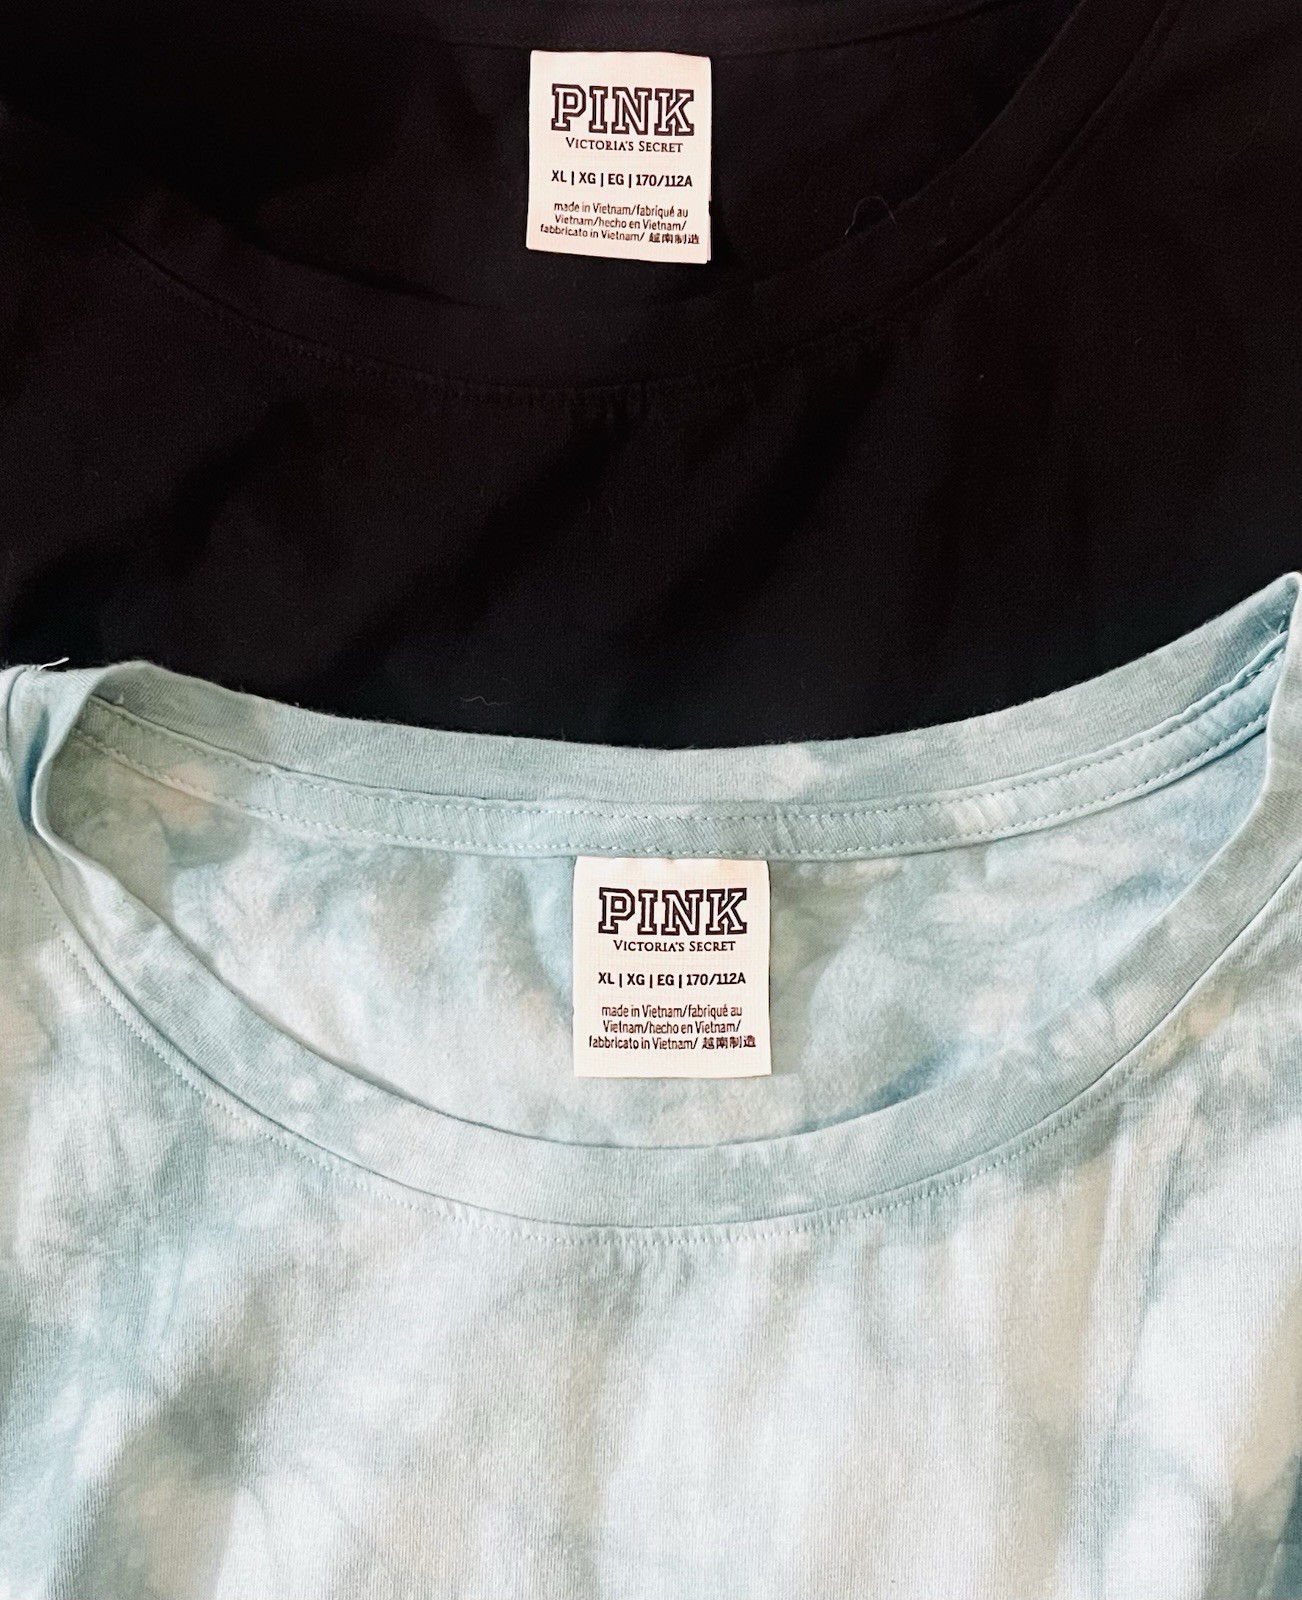 PINK
VICTORIA'S SECRET
XL | XG | EG | 170/112A
made in Vietnam/fabriqué au
Vietnam/hecho en Vietnam/
fabbricato in Vietnam/ 越南制造
PINK
VICTORIA'S SECRET
XL | XG | EG | 170/112A
made in Vietnam/fabriqué au
Vietnam/hecho en Vietnam/
fabbricato in Vietnam/ 越南制造